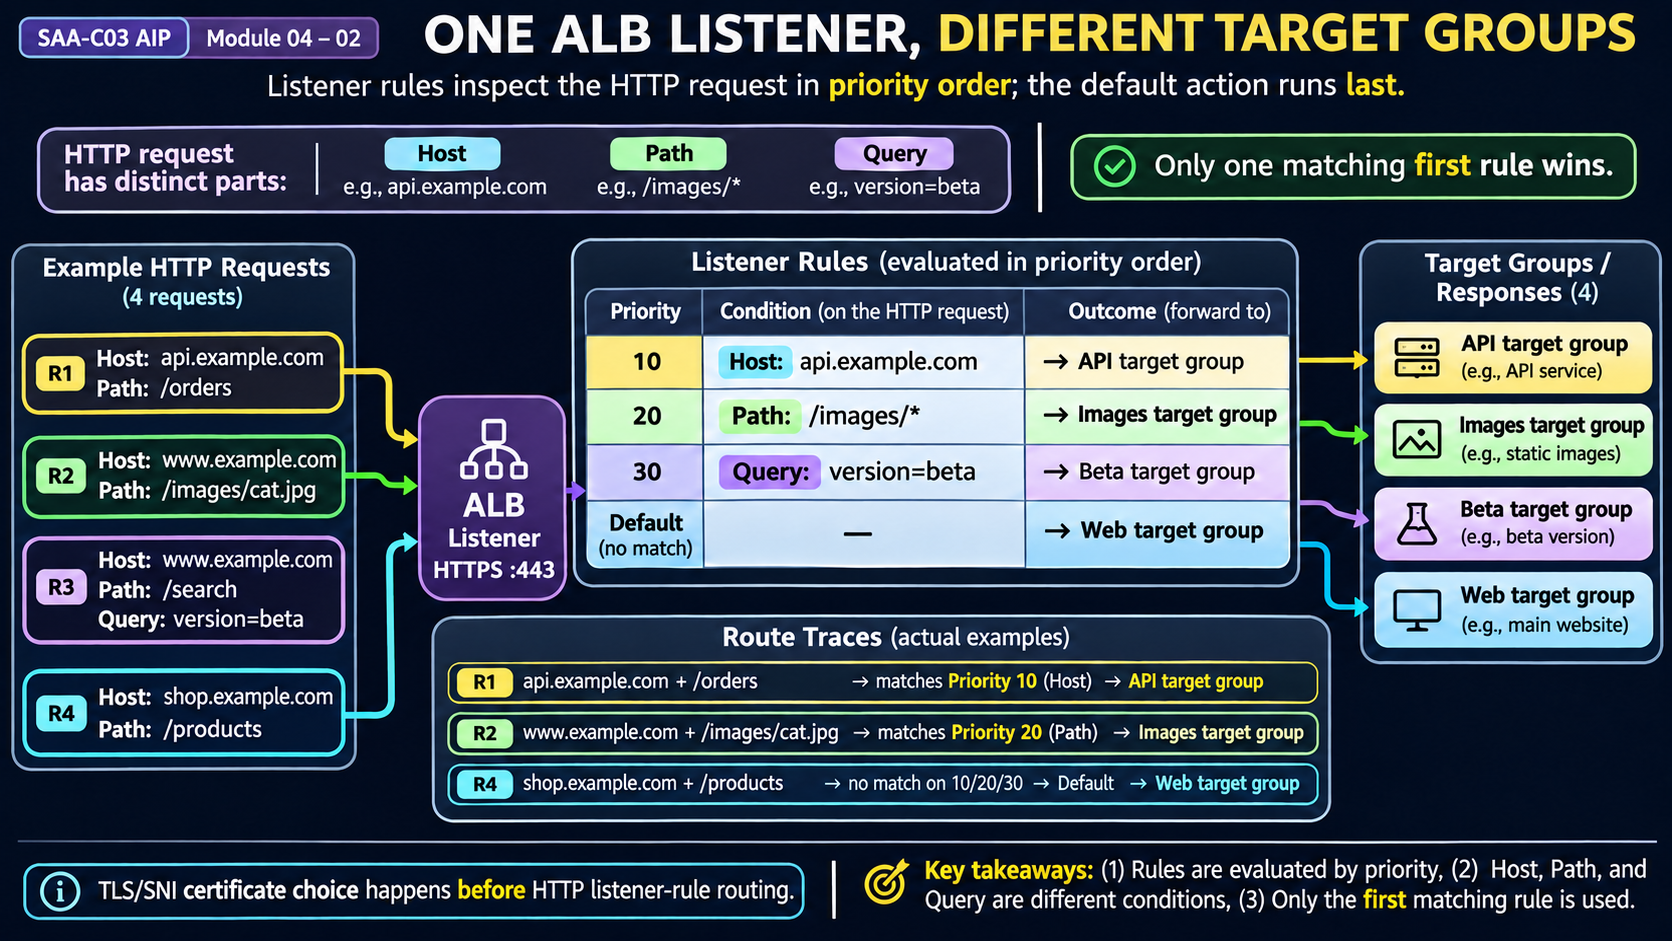 SAA-C03 AIP Module 04 – 02
ONE ALB LISTENER, DIFFERENT TARGET GROUPS
Listener rules inspect the HTTP request in priority order; the default action runs last.
HTTP request
has distinct parts:
Host
e.g., api.example.com
Path
e.g., /images/*
Query
e.g., version=beta
Only one matching first rule wins.
Example HTTP Requests
(4 requests)
R1
Host: api.example.com
Path: /orders
R2
Host: www.example.com
Path: /images/cat.jpg
R3
Host: www.example.com
Path: /search
Query: version=beta
R4
Host: shop.example.com
Path: /products
ALB
Listener
HTTPS :443
Listener Rules (evaluated in priority order)
Priority Condition (on the HTTP request) Outcome (forward to)
10 Host: api.example.com → API target group
20 Path: /images/* → Images target group
30 Query: version=beta → Beta target group
Default
(no match)
— → Web target group
Target Groups /
Responses (4)
API target group
(e.g., API service)
Images target group
(e.g., static images)
Beta target group
(e.g., beta version)
Web target group
(e.g., main website)
Route Traces (actual examples)
R1 api.example.com + /orders → matches Priority 10 (Host) → API target group
R2 www.example.com + /images/cat.jpg → matches Priority 20 (Path) → Images target group
R4 shop.example.com + /products → no match on 10/20/30 → Default → Web target group
TLS/SNI certificate choice happens before HTTP listener-rule routing.
Key takeaways: (1) Rules are evaluated by priority, (2) Host, Path, and
Query are different conditions, (3) Only the first matching rule is used.